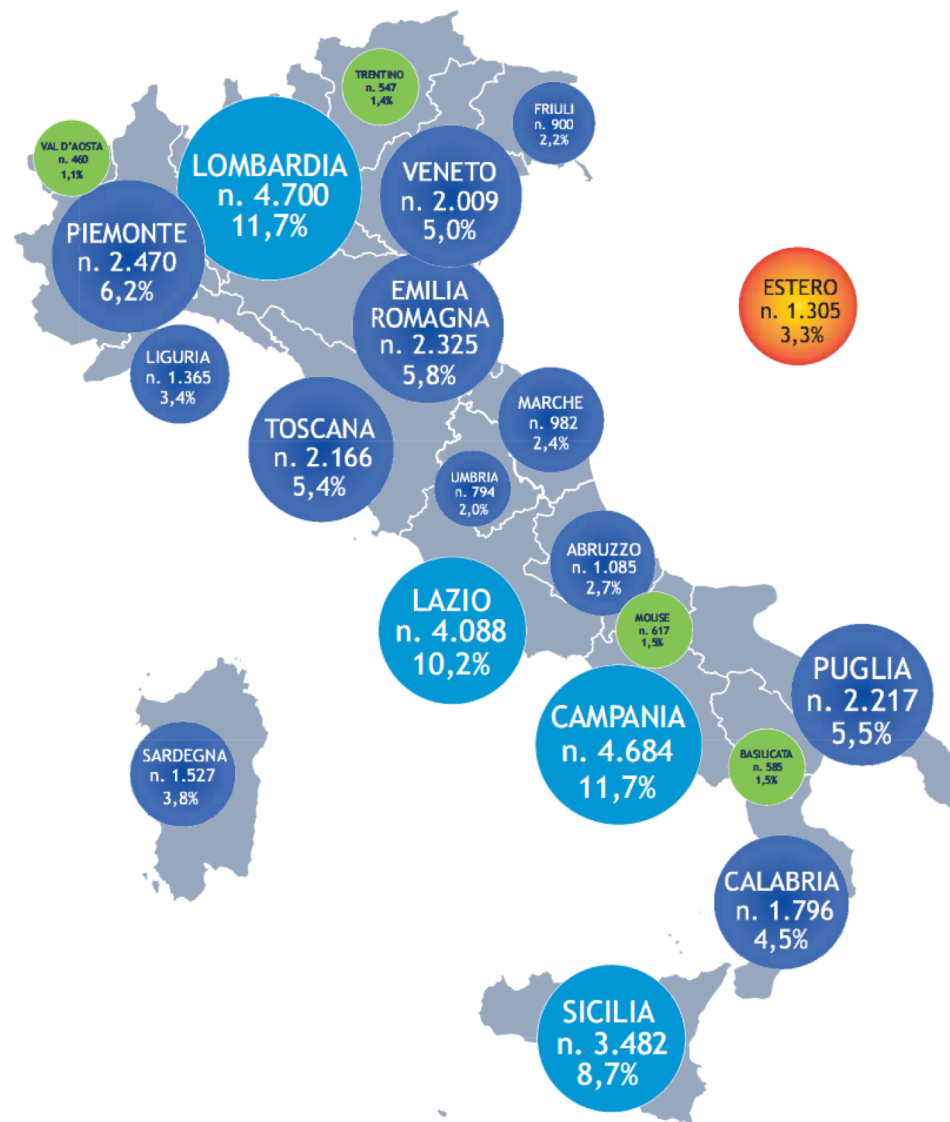 TRENTINO
n. 547
1,4%
FRIULI
n. 900
2,2%
VAL D'AOSTA
n. 460
1,1%
LOMBARDIA
n. 4.700
11,7%
VENETO
n. 2.009
5,0%
PIEMONTE
n. 2.470
6,2%
EMILIA
ROMAGNA
n. 2.325
5,8%
ESTERO
n. 1.305
3,3%
LIGURIA
n. 1.365
3,4%
MARCHE
n. 982
2,4%
TOSCANA
n. 2.166
5,4%
UMBRIA
n. 794
2,0%
ABRUZZO
n. 1.085
2,7%
LAZIO
n. 4.088
10,2%
MOLISE
n. 617
1,5%
PUGLIA
n. 2.217
5,5%
CAMPANIA
n. 4.684
11,7%
BASILICATA
n. 585
1,5%
SARDEGNA
n. 1.527
3,8%
CALABRIA
n. 1.796
4,5%
SICILIA
n. 3.482
8,7%